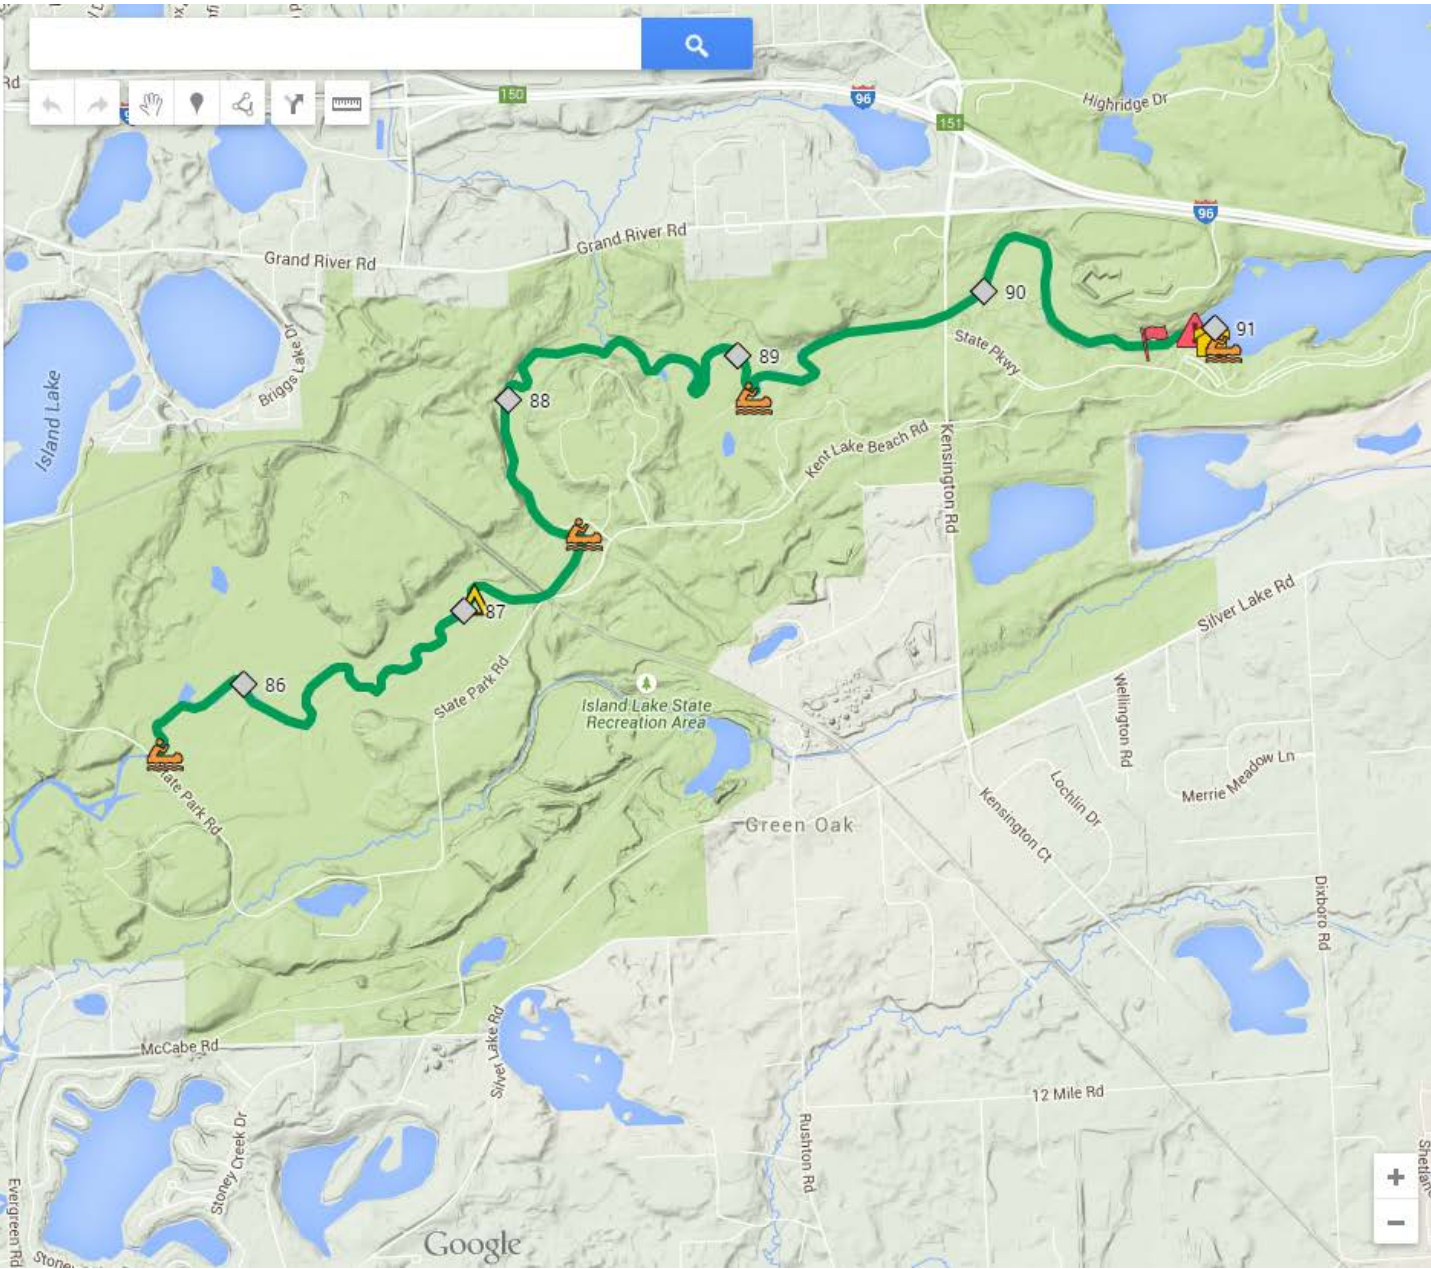 Rd
150
96
151
Highridge Dr
96
Grand River Rd
Grand River Rd
90
91
State Pkwy
89
Briggs Lake Dr
88
Island Lake
Kent Lake Beach Rd
Kensington Rd
Silver Lake Rd
87
86
State Park Rd
Island Lake State
Recreation Area
Wellington Rd
Merrie Meadow Ln
Lochlin Dr
Kensington Ct
State Park Rd
Green Oak
Dixboro Rd
McCabe Rd
Silver Lake Rd
12 Mile Rd
Rushton Rd
Stoney Creek Dr
Evergreen Rd
Google
+
−